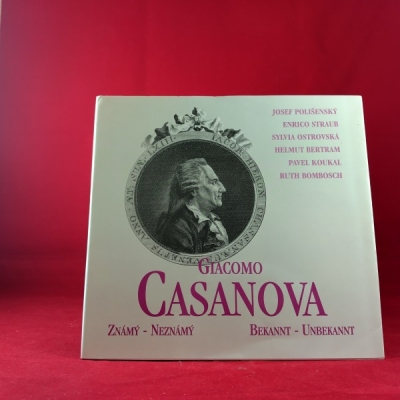 JOSEF POLIŠENSKÝ
ENRICO STRAUB
SYLVIA OSTROVSKÁ
HELMUT BERTRAM
PAVEL KOUKAL
RUTH BOMBOSCH
GIACOMO
CASANOVA
ZNÁMÝ - NEZNÁMÝ BEKANNT - UNBEKANNT